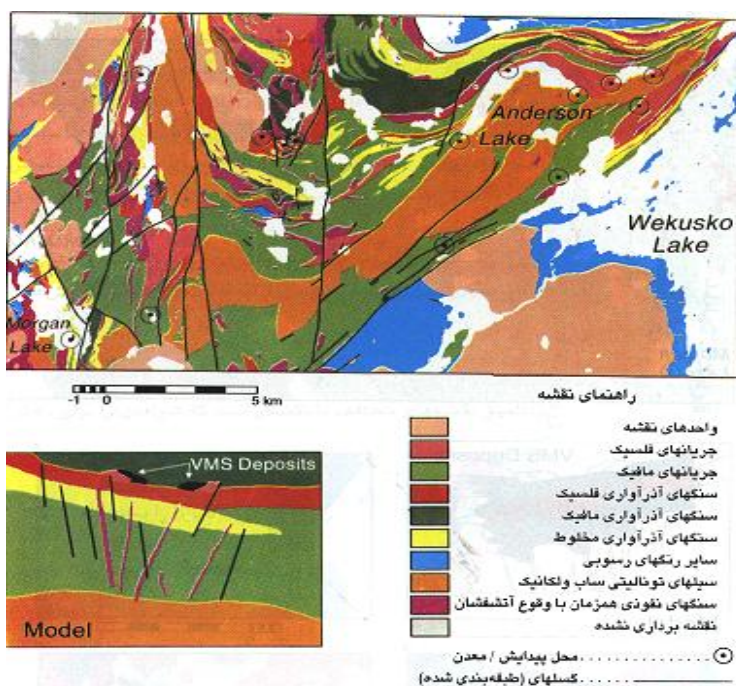 Anderson
Lake
Wekusko
Lake
Morgan
Lake
-1 0 5 km
راهنمای نقشه
VMS Deposits
Model
واحدهای نقشه
جریانهای فلسیک
جریانهای مافیک
سنگهای آذرآواری فلسیک
سنگهای آذرآواری مافیک
سنگهای آذرآواری مخلوط
سایر رنگهای رسوبی
سیلهای تونالیتی ساب ولکانیک
سنگهای نفوذی همزمان با وقوع آتشفشان
نقشه برداری نشده
محل پیدایش / معدن
گسلهای (طبقه‌بندی شده)